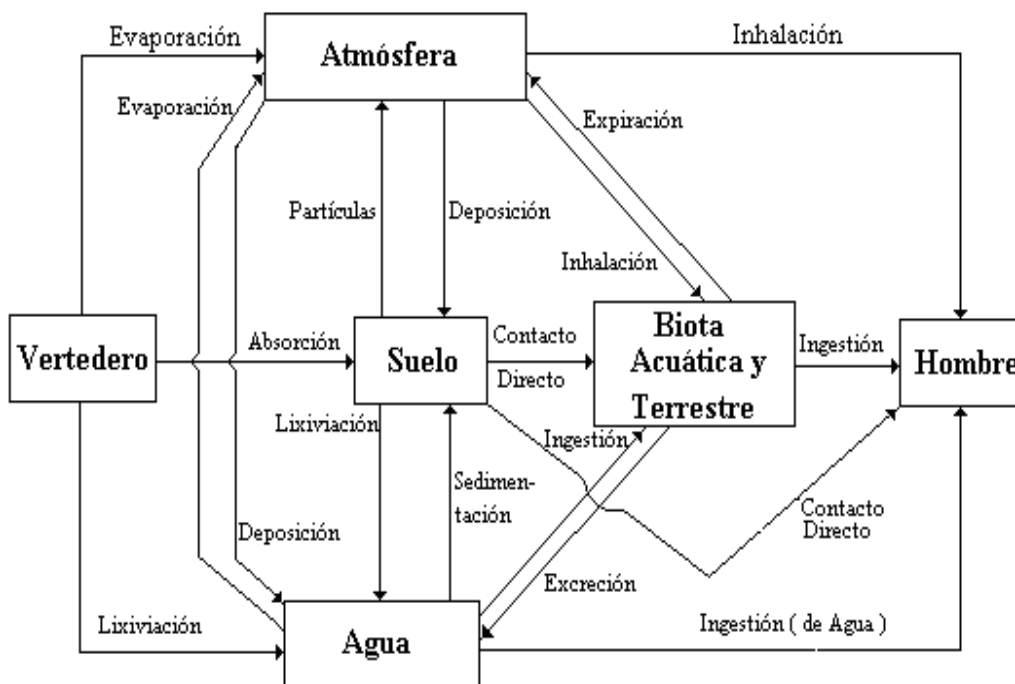 Evaporación
Atmósfera
Inhalación
Evaporación
Expiración
Partículas
Deposición
Inhalación
Vertedero
Absorción
Suelo
Contacto
Directo
Biota
Acuática y
Terrestre
Ingestión
Hombre
Lixiviación
Ingestión
Sedimen-
tación
Contacto
Directo
Deposición
Excreción
Lixiviación
Agua
Ingestión ( de Agua )